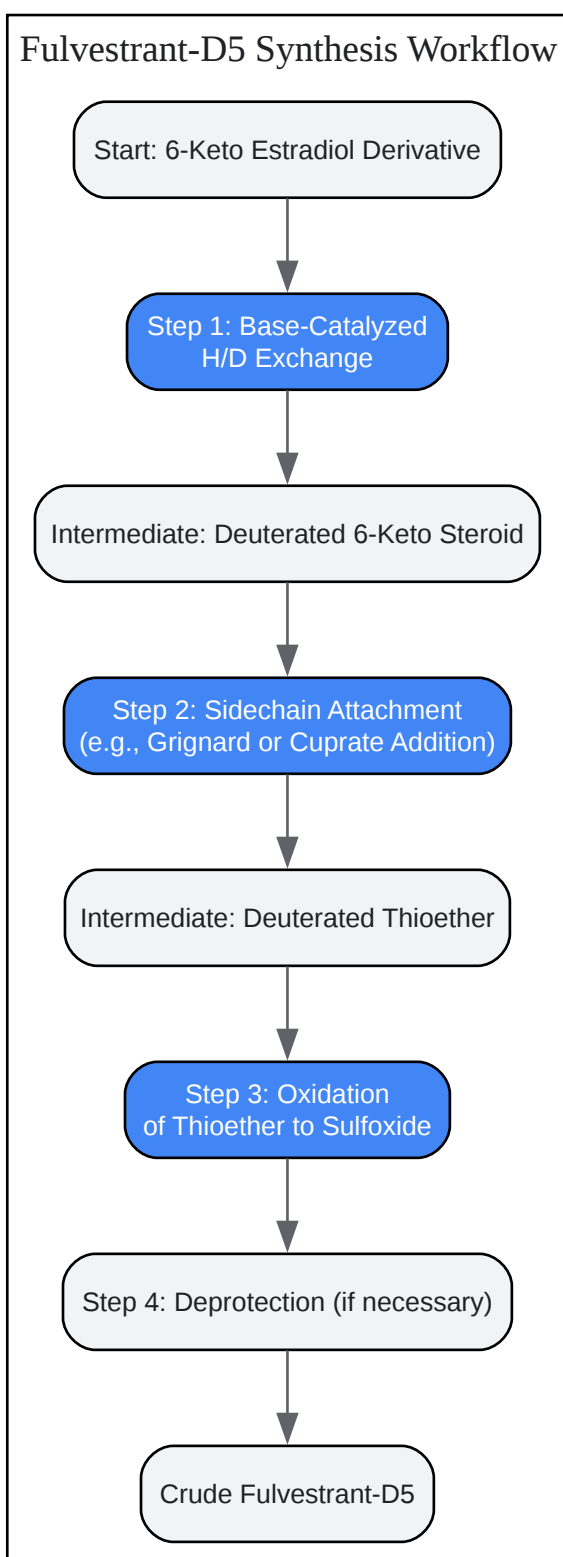 Fulvestrant-D5 Synthesis Workflow
Start: 6-Keto Estradiol Derivative
Step 1: Base-Catalyzed
H/D Exchange
Intermediate: Deuterated 6-Keto Steroid
Step 2: Sidechain Attachment
(e.g., Grignard or Cuprate Addition)
Intermediate: Deuterated Thioether
Step 3: Oxidation
of Thioether to Sulfoxide
Step 4: Deprotection (if necessary)
Crude Fulvestrant-D5